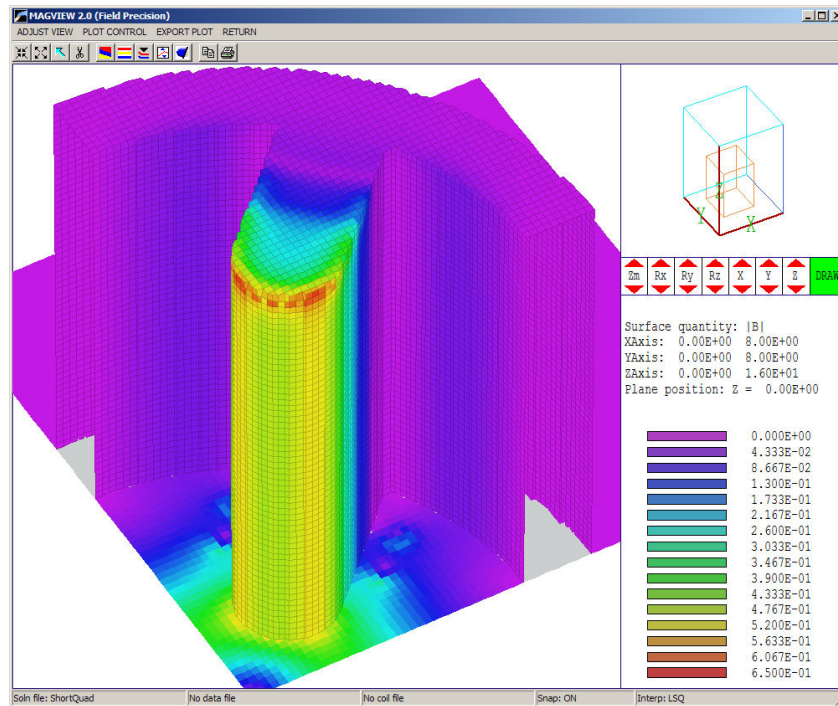 MAGVIEW 2.0 (Field Precision)
ADJUST VIEW PLOT CONTROL EXPORT PLOT RETURN
Z
Y
X
Zm Rx Ry Rz X Y Z DRAW
Surface quantity: |B|
XAxis: 0.00E+00 8.00E+00
YAxis: 0.00E+00 8.00E+00
ZAxis: 0.00E+00 1.60E+01
Plane position: Z = 0.00E+00
0.000E+00
4.333E-02
8.667E-02
1.300E-01
1.733E-01
2.167E-01
2.600E-01
3.033E-01
3.467E-01
3.900E-01
4.333E-01
4.767E-01
5.200E-01
5.633E-01
6.067E-01
6.500E-01
Soln file: ShortQuad No data file No coil file Snap: ON Interp: LSQ